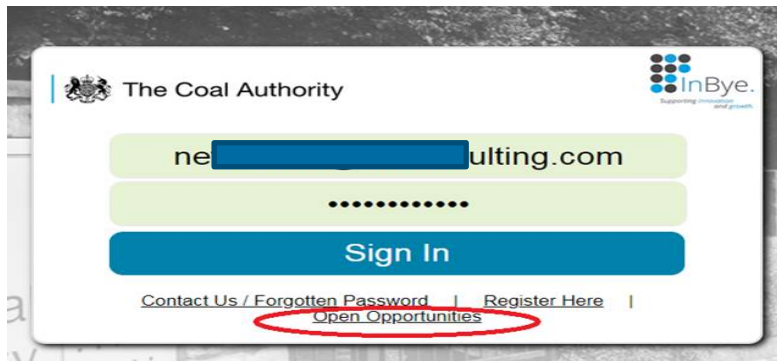 The Coal Authority
InBye.
Supporting innovation
and growth
ne ulting.com
••••••••••••
Sign In
Contact Us / Forgotten Password | Register Here |
Open Opportunities